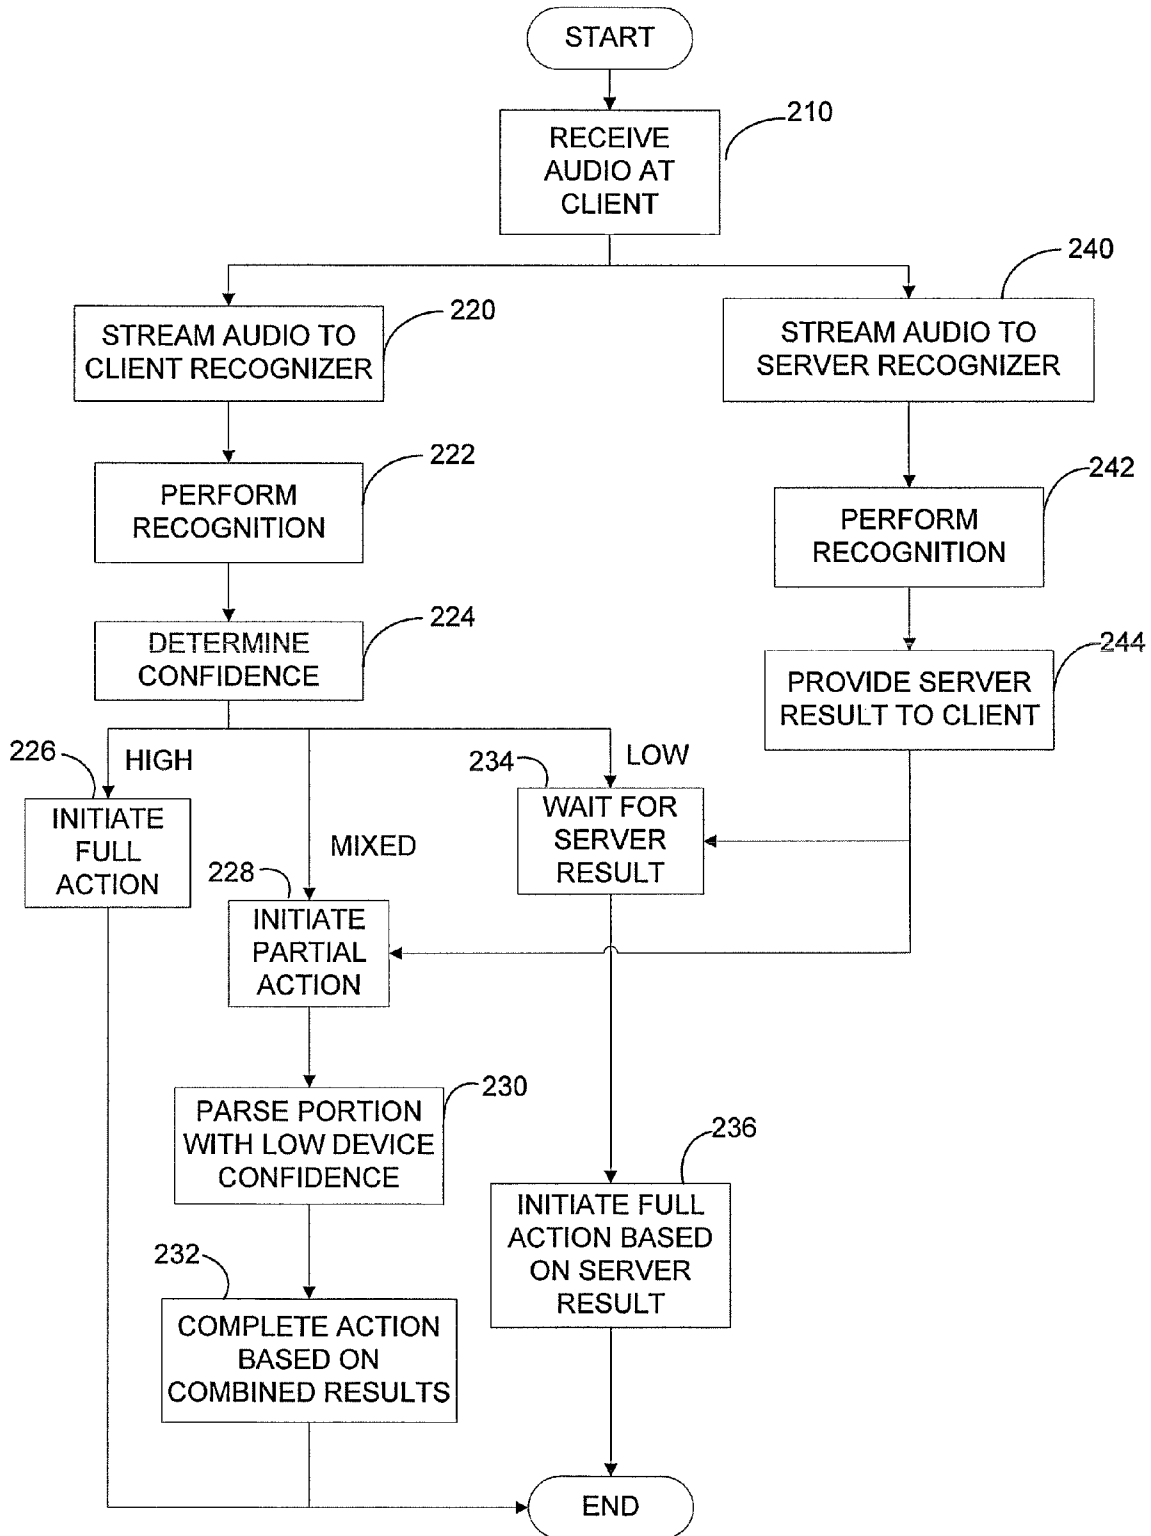 START
210
RECEIVE
AUDIO AT
CLIENT
240
220
STREAM AUDIO TO
CLIENT RECOGNIZER
STREAM AUDIO TO
SERVER RECOGNIZER
222
PERFORM
RECOGNITION
242
PERFORM
RECOGNITION
224
DETERMINE
CONFIDENCE
244
PROVIDE SERVER
RESULT TO CLIENT
226
HIGH
234
LOW
INITIATE
FULL
ACTION
WAIT FOR
SERVER
RESULT
MIXED
228
INITIATE
PARTIAL
ACTION
230
PARSE PORTION
WITH LOW DEVICE
CONFIDENCE
236
INITIATE FULL
ACTION BASED
ON SERVER
RESULT
232
COMPLETE ACTION
BASED ON
COMBINED RESULTS
END